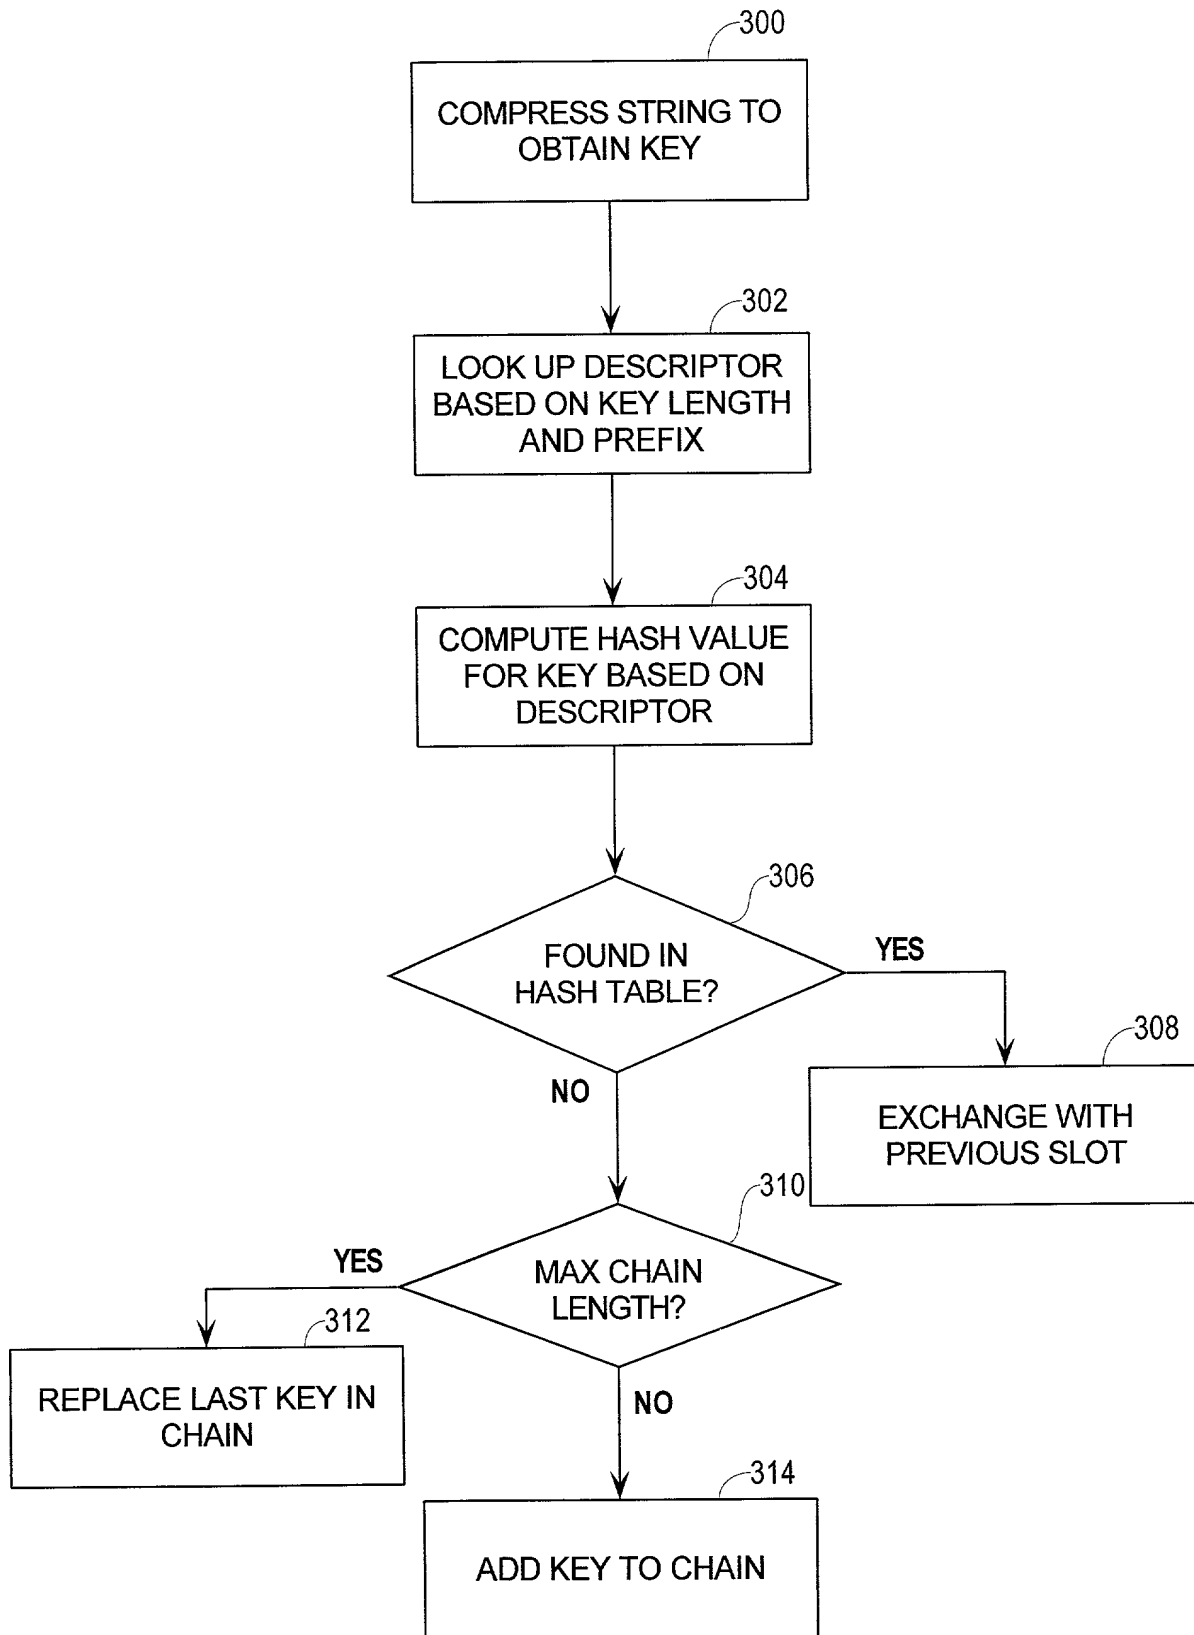 300
COMPRESS STRING TO
OBTAIN KEY
302
LOOK UP DESCRIPTOR
BASED ON KEY LENGTH
AND PREFIX
304
COMPUTE HASH VALUE
FOR KEY BASED ON
DESCRIPTOR
306
FOUND IN
HASH TABLE?
YES
NO
308
EXCHANGE WITH
PREVIOUS SLOT
310
MAX CHAIN
LENGTH?
YES
NO
312
REPLACE LAST KEY IN
CHAIN
314
ADD KEY TO CHAIN